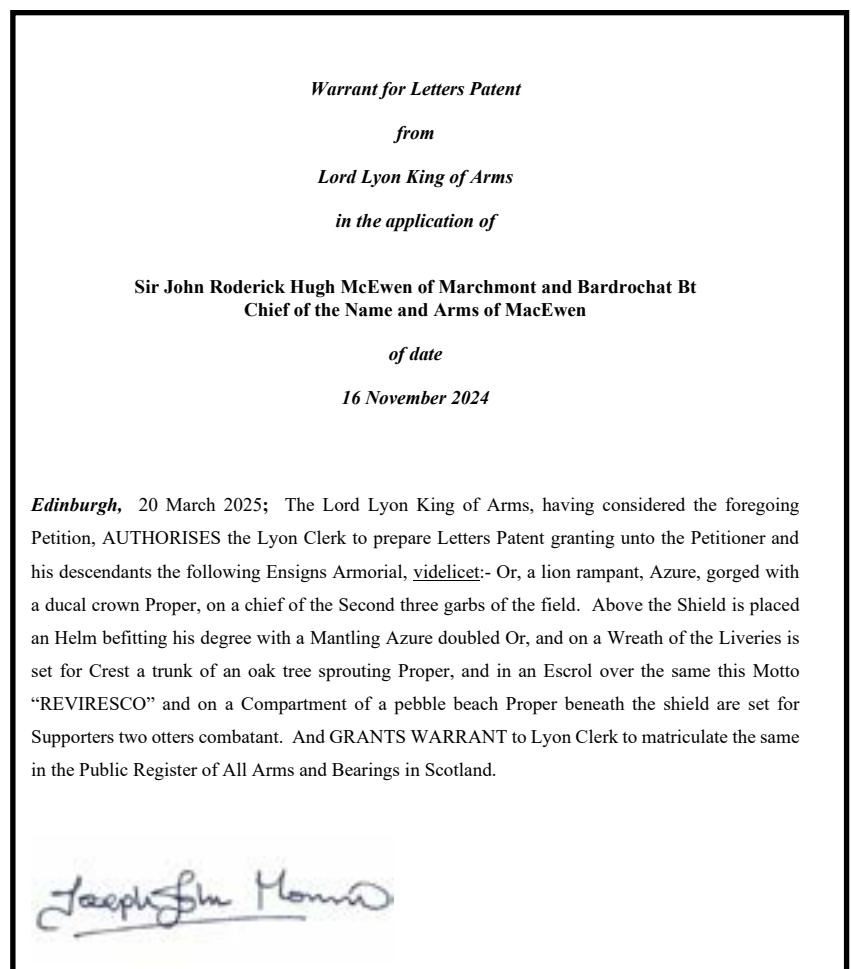 Warrant for Letters Patent
from
Lord Lyon King of Arms
in the application of
Sir John Roderick Hugh McEwen of Marchmont and Bardrochat Bt
Chief of the Name and Arms of MacEwen
of date
16 November 2024
Edinburgh, 20 March 2025; The Lord Lyon King of Arms, having considered the foregoing
Petition, AUTHORISES the Lyon Clerk to prepare Letters Patent granting unto the Petitioner and
his descendants the following Ensigns Armorial, videlicet:- Or, a lion rampant, Azure, gorged with
a ducal crown Proper, on a chief of the Second three garbs of the field. Above the Shield is placed
an Helm befitting his degree with a Mantling Azure doubled Or, and on a Wreath of the Liveries is
set for Crest a trunk of an oak tree sprouting Proper, and in an Escrol over the same this Motto
“REVIRESCO” and on a Compartment of a pebble beach Proper beneath the shield are set for
Supporters two otters combatant. And GRANTS WARRANT to Lyon Clerk to matriculate the same
in the Public Register of All Arms and Bearings in Scotland.
Joseph John